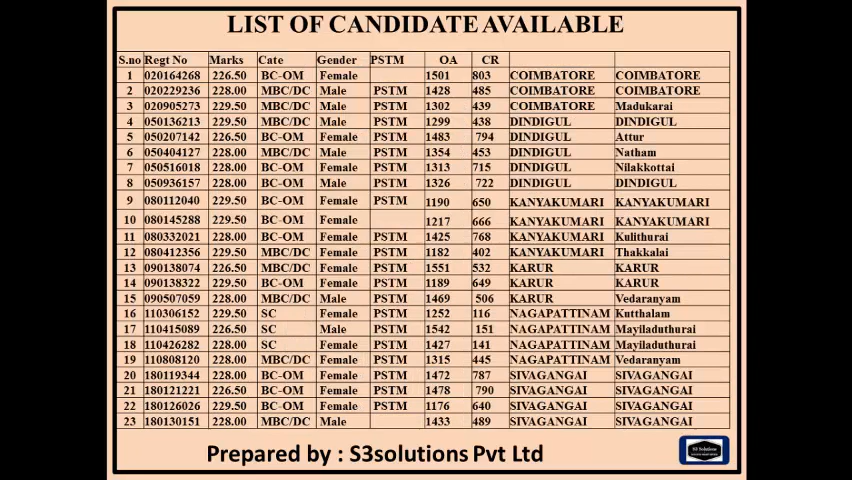 LIST OF CANDIDATE AVAILABLE
S.no Regt No Marks Cate Gender PSTM OA CR
1 020164268 226.50 BC-OM Female 1501 803 COIMBATORE COIMBATORE
2 020229236 228.00 MBC/DC Male PSTM 1428 485 COIMBATORE COIMBATORE
3 020905273 229.50 MBC/DC Male PSTM 1302 439 COIMBATORE Madukarai
4 050136213 229.50 MBC/DC Female PSTM 1299 438 DINDIGUL DINDIGUL
5 050207142 226.50 BC-OM Female PSTM 1483 794 DINDIGUL Attur
6 050404127 228.00 MBC/DC Male PSTM 1354 453 DINDIGUL Natham
7 050516018 228.00 BC-OM Female PSTM 1313 715 DINDIGUL Nilakkottai
8 050936157 228.00 BC-OM Male PSTM 1326 722 DINDIGUL DINDIGUL
9 080112040 229.50 BC-OM Female PSTM 1190 650 KANYAKUMARI KANYAKUMARI
10 080145288 229.50 BC-OM Female 1217 666 KANYAKUMARI KANYAKUMARI
11 080332021 228.00 BC-OM Female PSTM 1425 768 KANYAKUMARI Kulithurai
12 080412356 229.50 MBC/DC Female PSTM 1182 402 KANYAKUMARI Thakkalai
13 090138074 226.50 MBC/DC Female PSTM 1551 532 KARUR KARUR
14 090138322 229.50 BC-OM Female PSTM 1189 649 KARUR KARUR
15 090507059 228.00 MBC/DC Male PSTM 1469 506 KARUR Vedaranyam
16 110306152 229.50 SC Female PSTM 1252 116 NAGAPATTINAM Kutthalam
17 110415089 226.50 SC Male PSTM 1542 151 NAGAPATTINAM Mayiladuthurai
18 110426282 228.00 SC Female PSTM 1427 141 NAGAPATTINAM Mayiladuthurai
19 110808120 228.00 MBC/DC Female PSTM 1315 445 NAGAPATTINAM Vedaranyam
20 180119344 228.00 BC-OM Female PSTM 1472 787 SIVAGANGAI SIVAGANGAI
21 180121221 226.50 BC-OM Female PSTM 1478 790 SIVAGANGAI SIVAGANGAI
22 180126026 229.50 BC-OM Female PSTM 1176 640 SIVAGANGAI SIVAGANGAI
23 180130151 228.00 MBC/DC Male 1433 489 SIVAGANGAI SIVAGANGAI
Prepared by : S3solutions Pvt Ltd
S3 Solutions